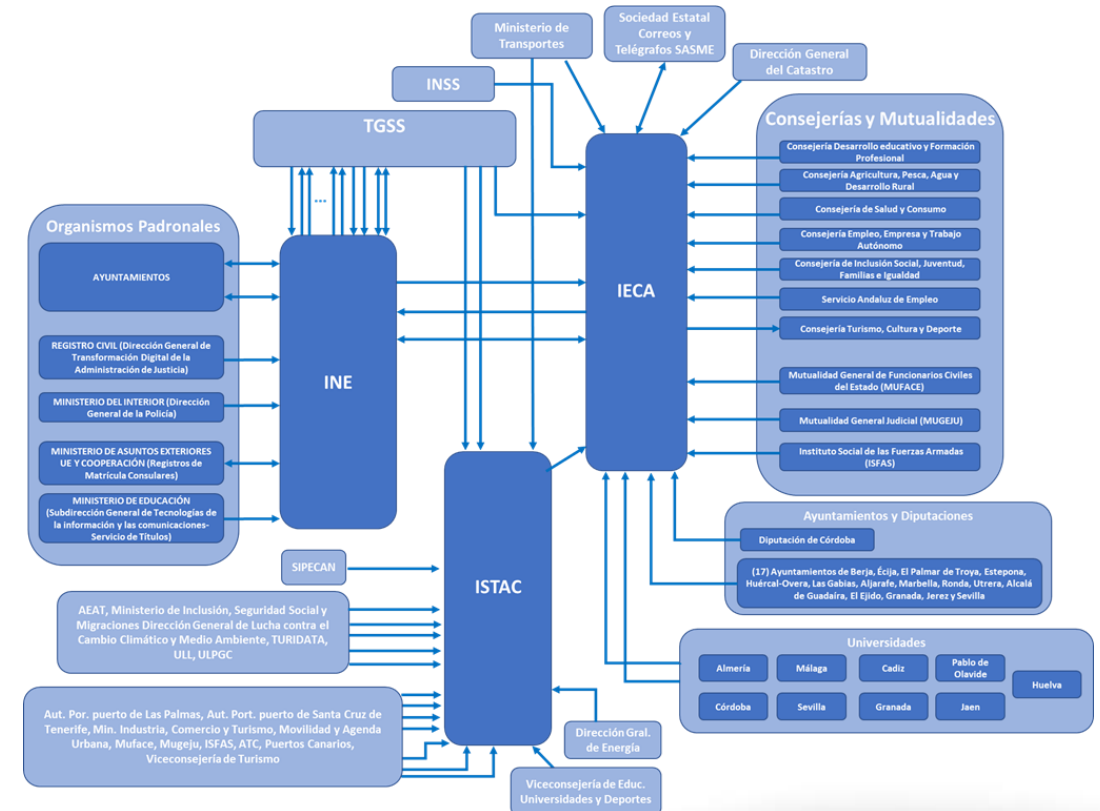 Ministerio de
Transportes
Sociedad Estatal
Correos y
Telégrafos SASME
Dirección General
del Catastro
INSS
TGSS
...
Consejerías y Mutualidades
Consejería Desarrollo educativo y Formación
Profesional
Consejería Agricultura, Pesca, Agua y
Desarrollo Rural
Consejería de Salud y Consumo
Consejería Empleo, Empresa y Trabajo
Autónomo
Consejería de Inclusión Social, Juventud,
Familias e Igualdad
Servicio Andaluz de Empleo
Consejería Turismo, Cultura y Deporte
Mutualidad General de Funcionarios Civiles
del Estado (MUFACE)
Mutualidad General Judicial (MUGEJU)
Instituto Social de las Fuerzas Armadas
(ISFAS)
Organismos Padronales
AYUNTAMIENTOS
REGISTRO CIVIL (Dirección General de
Transformación Digital de la
Administración de Justicia)
MINISTERIO DEL INTERIOR (Dirección
General de la Policía)
MINISTERIO DE ASUNTOS EXTERIORES
UE Y COOPERACIÓN (Registros de
Matrícula Consulares)
MINISTERIO DE EDUCACIÓN
(Subdirección General de Tecnologías de
la información y las comunicaciones-
Servicio de Títulos)
INE
IECA
ISTAC
SIPECAN
AEAT, Ministerio de Inclusión, Seguridad Social y
Migraciones Dirección General de Lucha contra el
Cambio Climático y Medio Ambiente, TURIDATA,
ULL, ULPGC
Aut. Por. puerto de Las Palmas, Aut. Port. puerto de Santa Cruz de
Tenerife, Min. Industria, Comercio y Turismo, Movilidad y Agenda
Urbana, Muface, Mugeju, ISFAS, ATC, Puertos Canarios,
Viceconsejería de Turismo
Dirección Gral.
de Energía
Viceconsejería de Educ.
Universidades y Deportes
Ayuntamientos y Diputaciones
Diputación de Córdoba
(17) Ayuntamientos de Berja, Écija, El Palmar de Troya, Estepona,
Huércal-Overa, Las Gabias, Aljarafe, Marbella, Ronda, Utrera, Alcalá
de Guadaíra, El Ejido, Granada, Jerez y Sevilla
Universidades
Almería
Málaga
Cadiz
Pablo de
Olavide
Huelva
Córdoba
Sevilla
Granada
Jaen